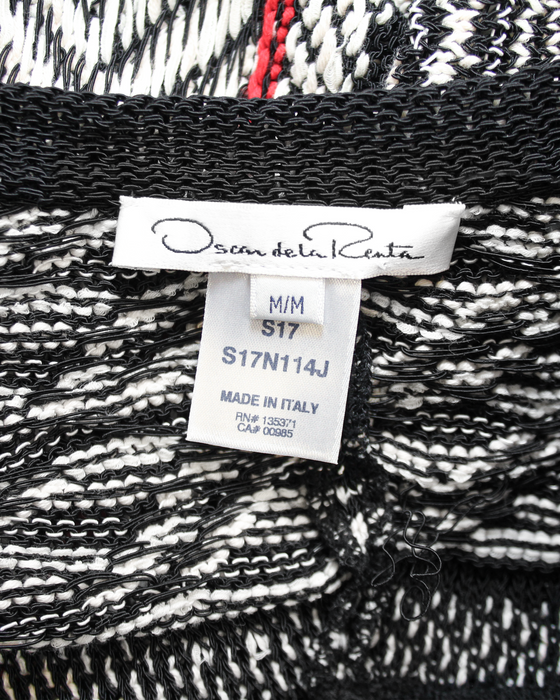 Oscar de la Renta
M/M
S17
S17N114J
MADE IN ITALY
RN# 135371
CA# 00985